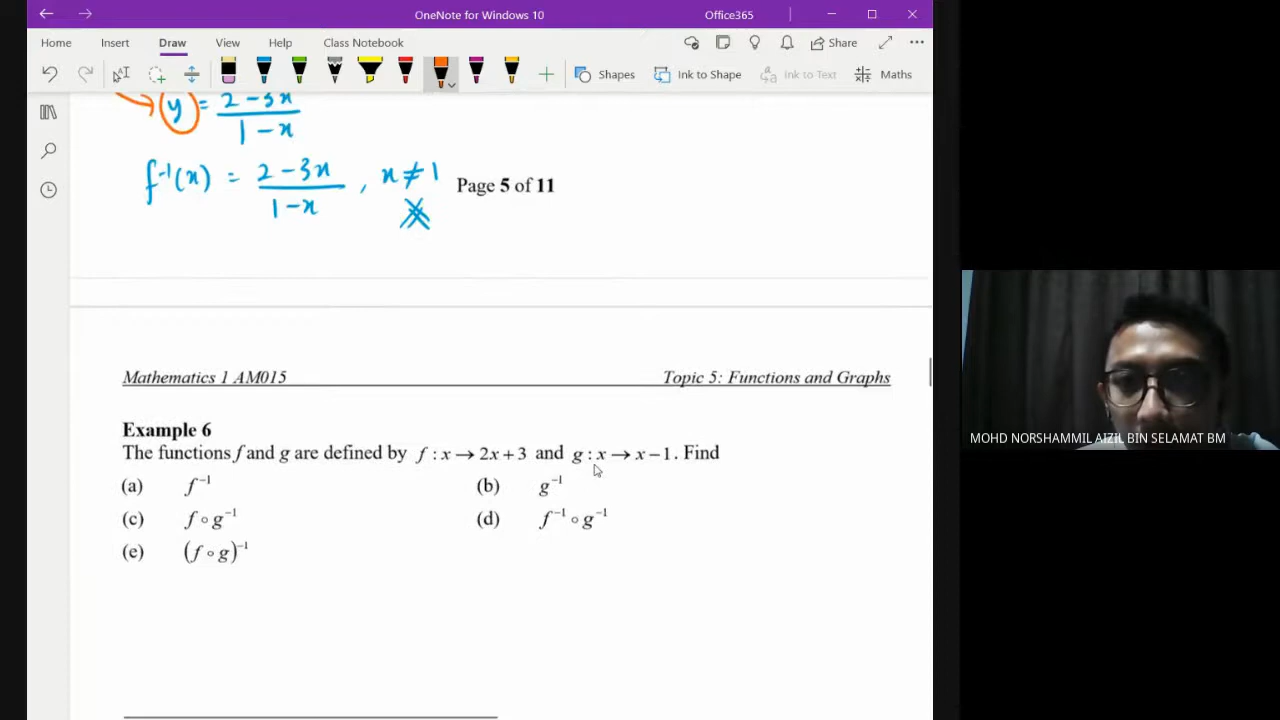 OneNote for Windows 10
Office365
Home Insert Draw View Help Class Notebook
Share
Shapes Ink to Shape Ink to Text Maths
y = 2 - 3x
1 - x
f⁻¹(x) = 2 - 3x , x ≠ 1
1 - x
Page 5 of 11
Mathematics 1 AM015 Topic 5: Functions and Graphs
Example 6
The functions f and g are defined by f : x → 2x + 3 and g : x → x − 1. Find
(a) f⁻¹ (b) g⁻¹
(c) f ∘ g⁻¹ (d) f⁻¹ ∘ g⁻¹
(e) (f ∘ g)⁻¹
MOHD NORSHAMMIL AIZIL BIN SELAMAT BM